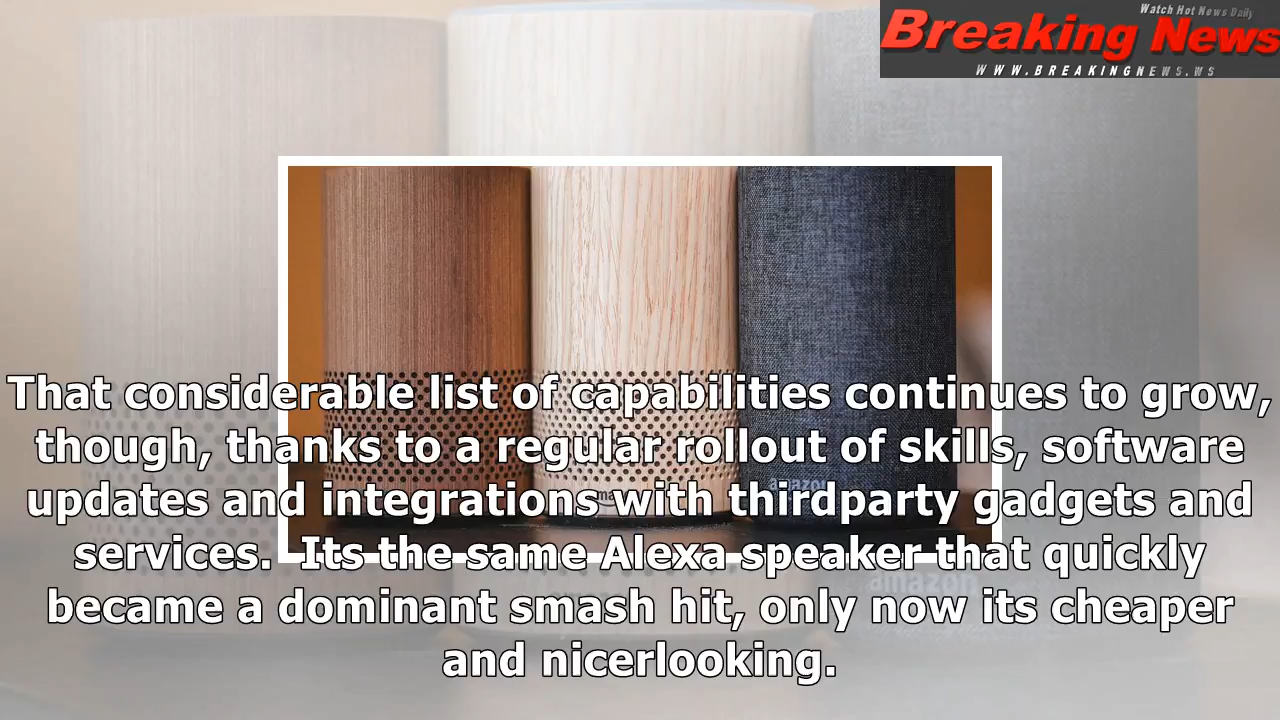 Watch Hot News Daily
Breaking News
WWW.BREAKINGNEWS.WS
That considerable list of capabilities continues to grow,
though, thanks to a regular rollout of skills, software
updates and integrations with thirdparty gadgets and
services.  Its the same Alexa speaker that quickly
became a dominant smash hit, only now its cheaper
and nicerlooking.
amazon